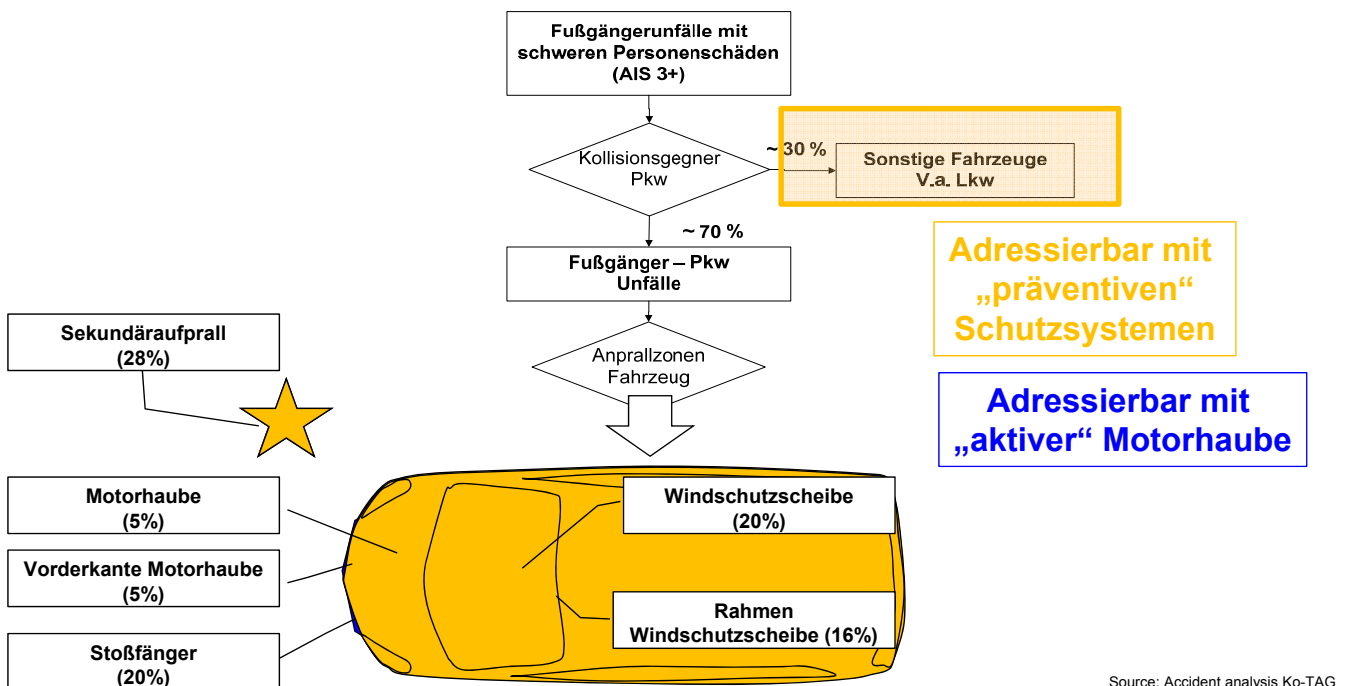 Fußgängerunfälle mit
schweren Personenschäden
(AIS 3+)
Kollisionsgegner
Pkw
~ 30 %
Sonstige Fahrzeuge
V.a. Lkw
~ 70 %
Fußgänger – Pkw
Unfälle
Adressierbar mit
„präventiven“
Schutzsystemen
Anprallzonen
Fahrzeug
Adressierbar mit
„aktiver“ Motorhaube
Sekundäraufprall
(28%)
Motorhaube
(5%)
Vorderkante Motorhaube
(5%)
Stoßfänger
(20%)
Windschutzscheibe
(20%)
Rahmen
Windschutzscheibe (16%)
Source: Accident analysis Ko-TAG